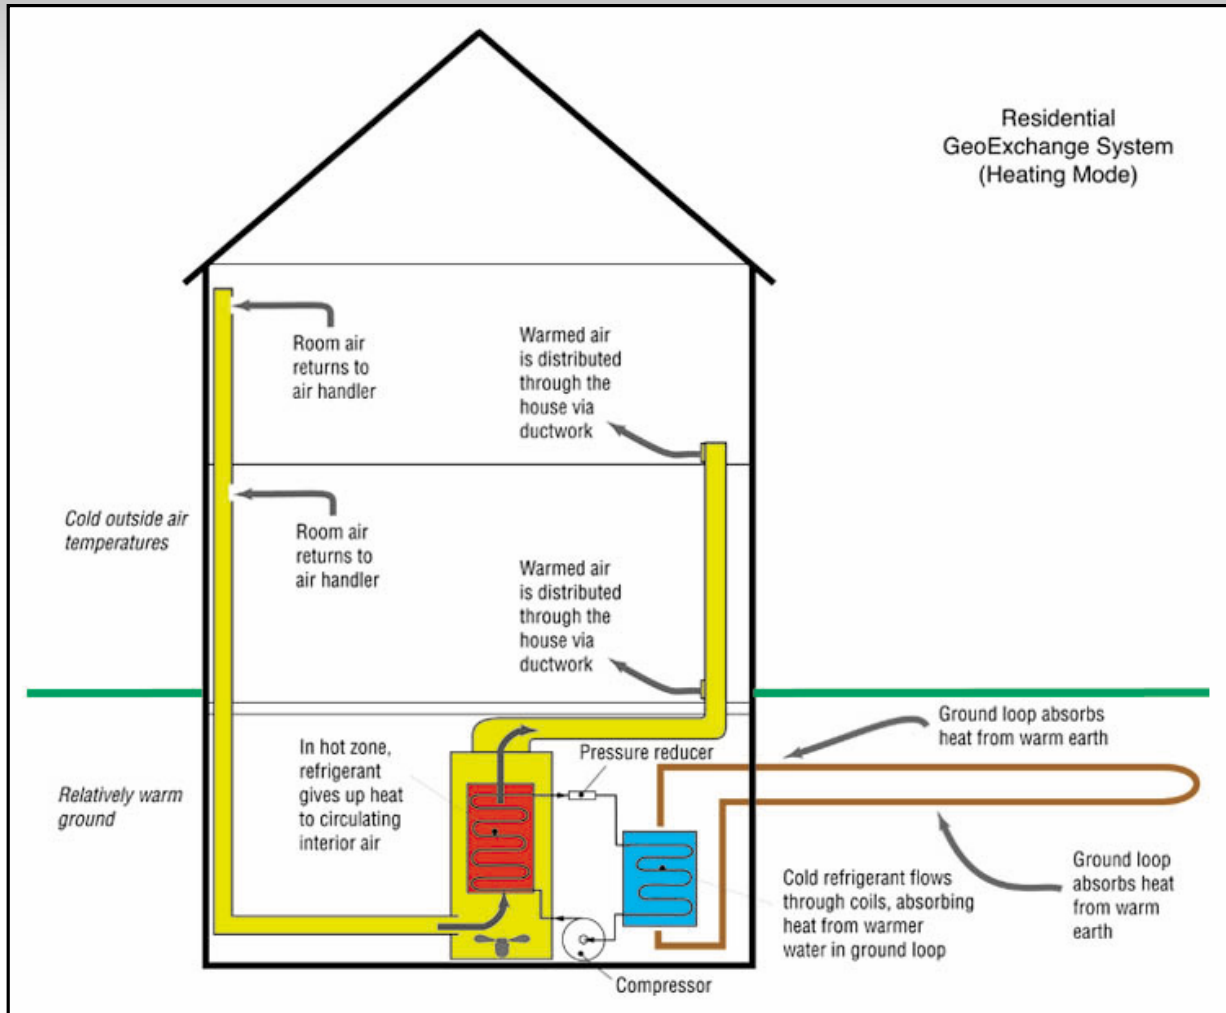 Residential
GeoExchange System
(Heating Mode)
Room air
returns to
air handler
Warmed air
is distributed
through the
house via
ductwork
Cold outside air
temperatures
Room air
returns to
air handler
Warmed air
is distributed
through the
house via
ductwork
Ground loop absorbs
heat from warm earth
In hot zone,
refrigerant
gives up heat
to circulating
interior air
Pressure reducer
Relatively warm
ground
Cold refrigerant flows
through coils, absorbing
heat from warmer
water in ground loop
Ground loop
absorbs heat
from warm
earth
Compressor